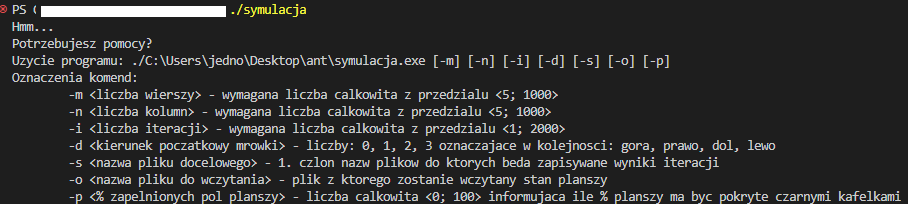 PS C ./symulacja
Hmm...
Potrzebujesz pomocy?
Uzycie programu: ./C:\Users\jedno\Desktop\ant\symulacja.exe [-m] [-n] [-i] [-d] [-s] [-o] [-p]
Oznaczenia komend:
-m <liczba wierszy> - wymagana liczba calkowita z przedzialu <5; 1000>
-n <liczba kolumn> - wymagana liczba calkowita z przedzialu <5; 1000>
-i <liczba iteracji> - wymagana liczba calkowita z przedzialu <1; 2000>
-d <kierunek poczatkowy mrowki> - liczby: 0, 1, 2, 3 oznaczajace w kolejnosci: gora, prawo, dol, lewo
-s <nazwa pliku docelowego> - 1. czlon nazw plikow do ktorych beda zapisywane wyniki iteracji
-o <nazwa pliku do wczytania> - plik z ktorego zostanie wczytany stan planszy
-p <% zapelnionych pol planszy> - liczba calkowita <0; 100> informujaca ile % planszy ma byc pokryte czarnymi kafelkami